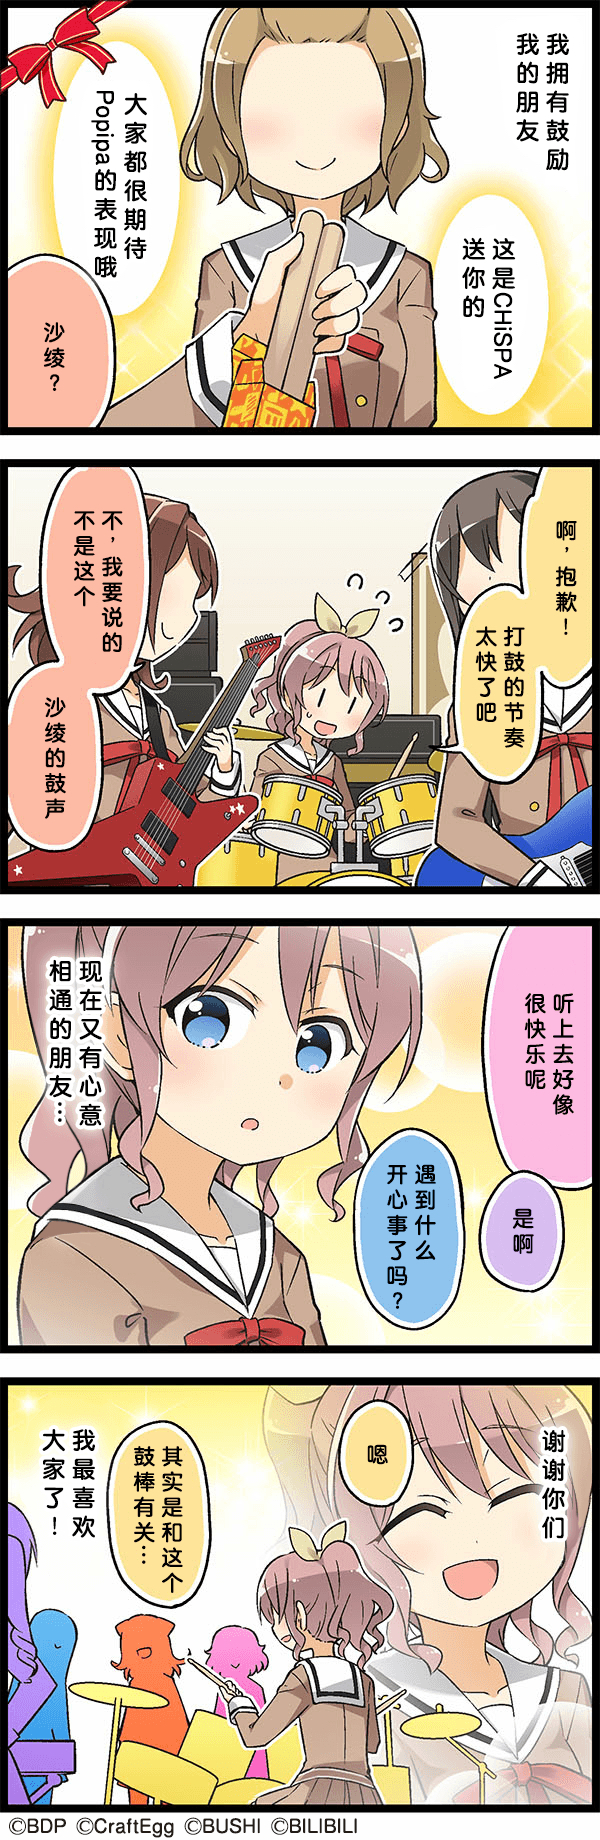 我拥有鼓励
我的朋友
这是CHiSPA
送你的
大家都很期待
Popipa的表现哦
沙绫？
啊，抱歉！
打鼓的节奏
太快了吧
不，我要说的
不是这个
沙绫的鼓声
听上去好像
很快乐呢
是啊
遇到什么
开心事了吗？
现在又有心意
相通的朋友…
谢谢你们
嗯
其实是和这个
鼓棒有关…
我最喜欢
大家了！
©BDP ©CraftEgg ©BUSHI ©BILIBILI